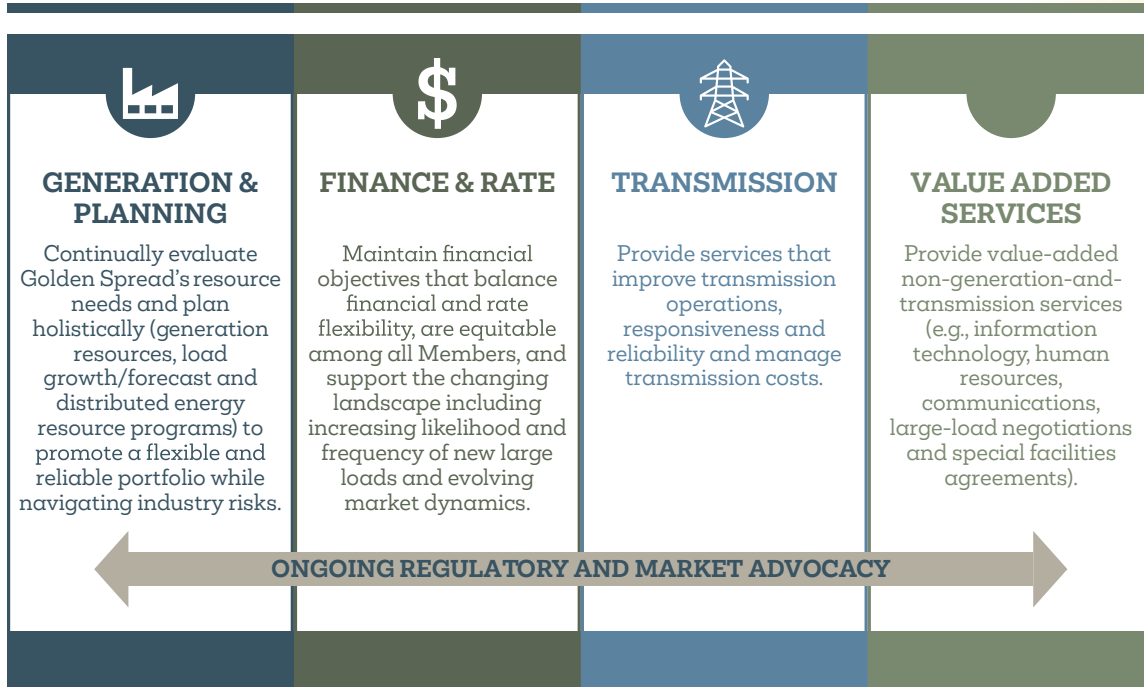 $
GENERATION &
PLANNING
Continually evaluate
Golden Spread's resource
needs and plan
holistically (generation
resources, load
growth/forecast and
distributed energy
resource programs) to
promote a flexible and
reliable portfolio while
navigating industry risks.
FINANCE & RATE
Maintain financial
objectives that balance
financial and rate
flexibility, are equitable
among all Members, and
support the changing
landscape including
increasing likelihood and
frequency of new large
loads and evolving
market dynamics.
TRANSMISSION
Provide services that
improve transmission
operations,
responsiveness and
reliability and manage
transmission costs.
VALUE ADDED
SERVICES
Provide value-added
non-generation-and-
transmission services
(e.g., information
technology, human
resources,
communications,
large-load negotiations
and special facilities
agreements).
ONGOING REGULATORY AND MARKET ADVOCACY